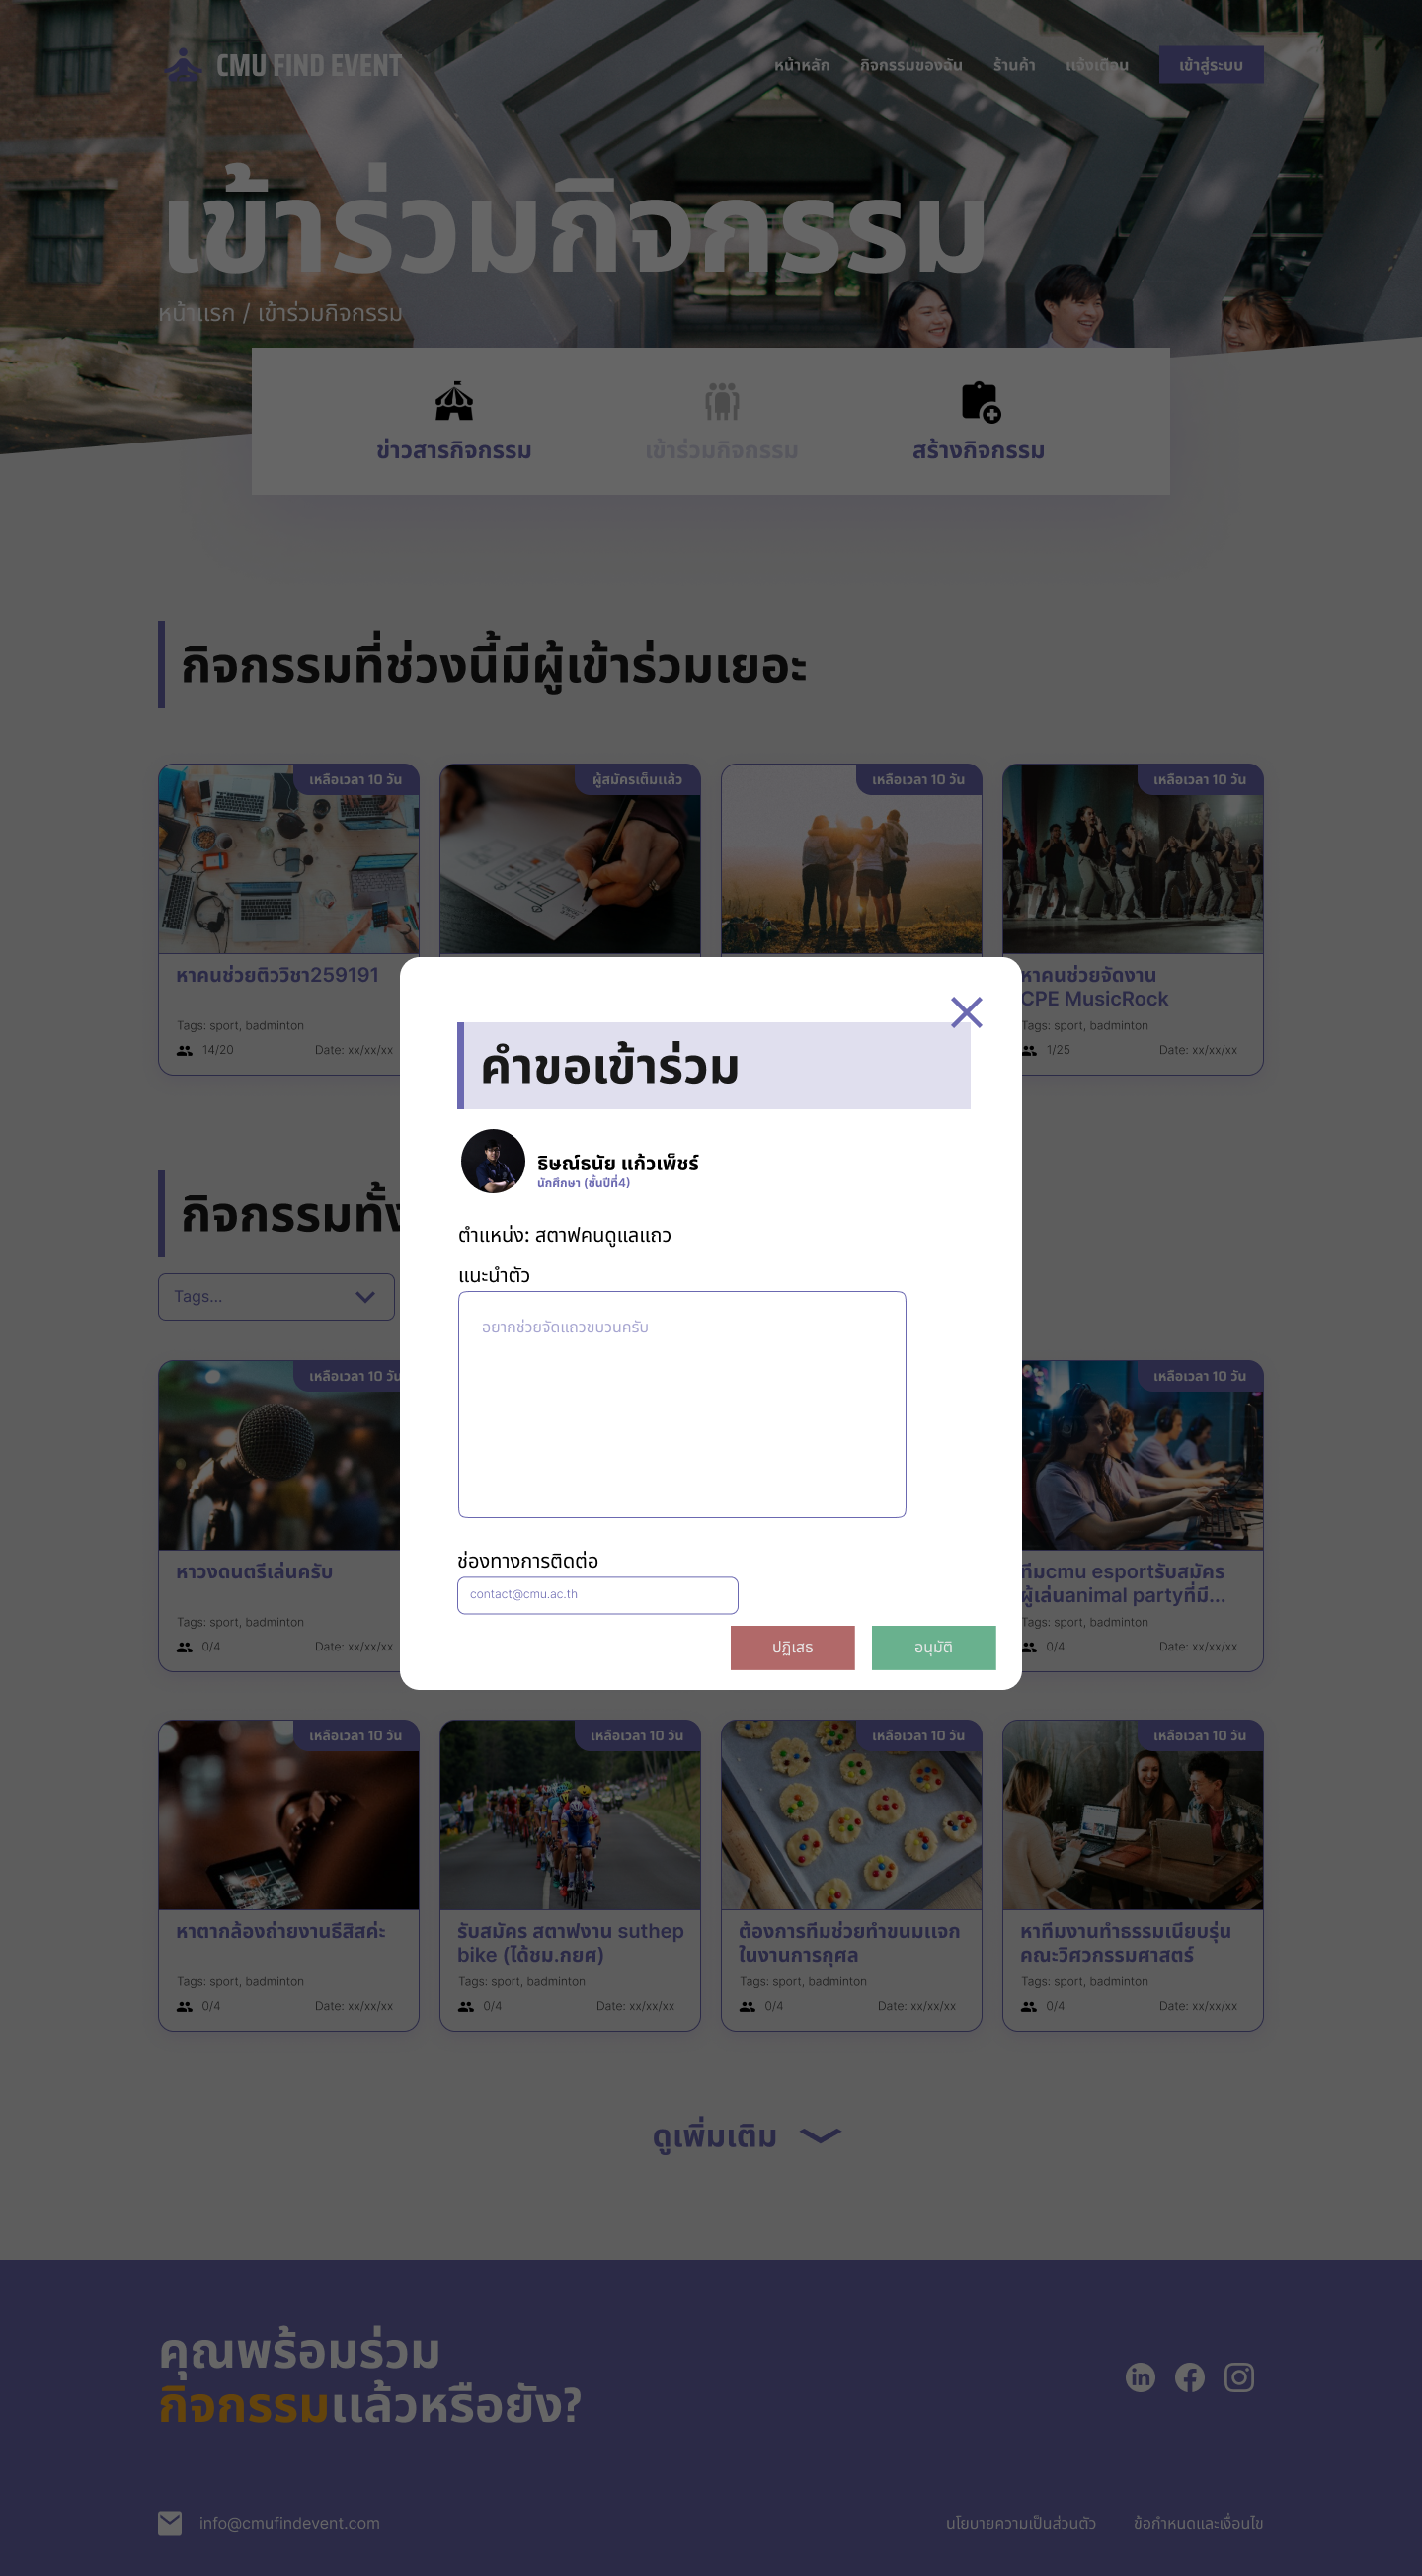 CMU FIND EVENT
หน้าหลัก
กิจกรรมของฉัน
ร้านค้า
แจ้งเตือน
เข้าสู่ระบบ
เข้าร่วมกิจกรรม
หน้าแรก / เข้าร่วมกิจกรรม
ข่าวสารกิจกรรม
เข้าร่วมกิจกรรม
สร้างกิจกรรม
กิจกรรมที่ช่วงนี้มีผู้เข้าร่วมเยอะ
เหลือเวลา 10 วัน
ผู้สมัครเต็มแล้ว
เหลือเวลา 10 วัน
เหลือเวลา 10 วัน
หาคนช่วยติววิชา259191
Tags: sport, badminton
14/20
Date: xx/xx/xx
หาคนช่วยจัดงาน
CPE MusicRock
Tags: sport, badminton
1/25
Date: xx/xx/xx
คำขอเข้าร่วม
ธิษณ์ธนัย แก้วเพ็ชร์
นักศึกษา (ชั้นปีที่4)
ตำแหน่ง: สตาฟคนดูแลแถว
แนะนำตัว
อยากช่วยจัดแถวขบวนครับ
ช่องทางการติดต่อ
contact@cmu.ac.th
ปฏิเสธ
อนุมัติ
กิจกรรมทั้ง
Tags...
เหลือเวลา 10 วัน
เหลือเวลา 10 วัน
หาวงดนตรีเล่นครับ
Tags: sport, badminton
0/4
Date: xx/xx/xx
ทีมcmu esportรับสมัคร
ผู้เล่นanimal partyที่มี...
Tags: sport, badminton
0/4
Date: xx/xx/xx
เหลือเวลา 10 วัน
เหลือเวลา 10 วัน
เหลือเวลา 10 วัน
เหลือเวลา 10 วัน
หาตากล้องถ่ายงานธีสิสค่ะ
Tags: sport, badminton
0/4
Date: xx/xx/xx
รับสมัคร สตาฟงาน suthep
bike (ได้ชม.กยศ)
Tags: sport, badminton
0/4
Date: xx/xx/xx
ต้องการทีมช่วยทำขนมแจก
ในงานการกุศล
Tags: sport, badminton
0/4
Date: xx/xx/xx
หาทีมงานทำธรรมเนียบรุ่น
คณะวิศวกรรมศาสตร์
Tags: sport, badminton
0/4
Date: xx/xx/xx
ดูเพิ่มเติม
คุณพร้อมร่วม
กิจกรรมแล้วหรือยัง?
info@cmufindevent.com
นโยบายความเป็นส่วนตัว
ข้อกำหนดและเงื่อนไข